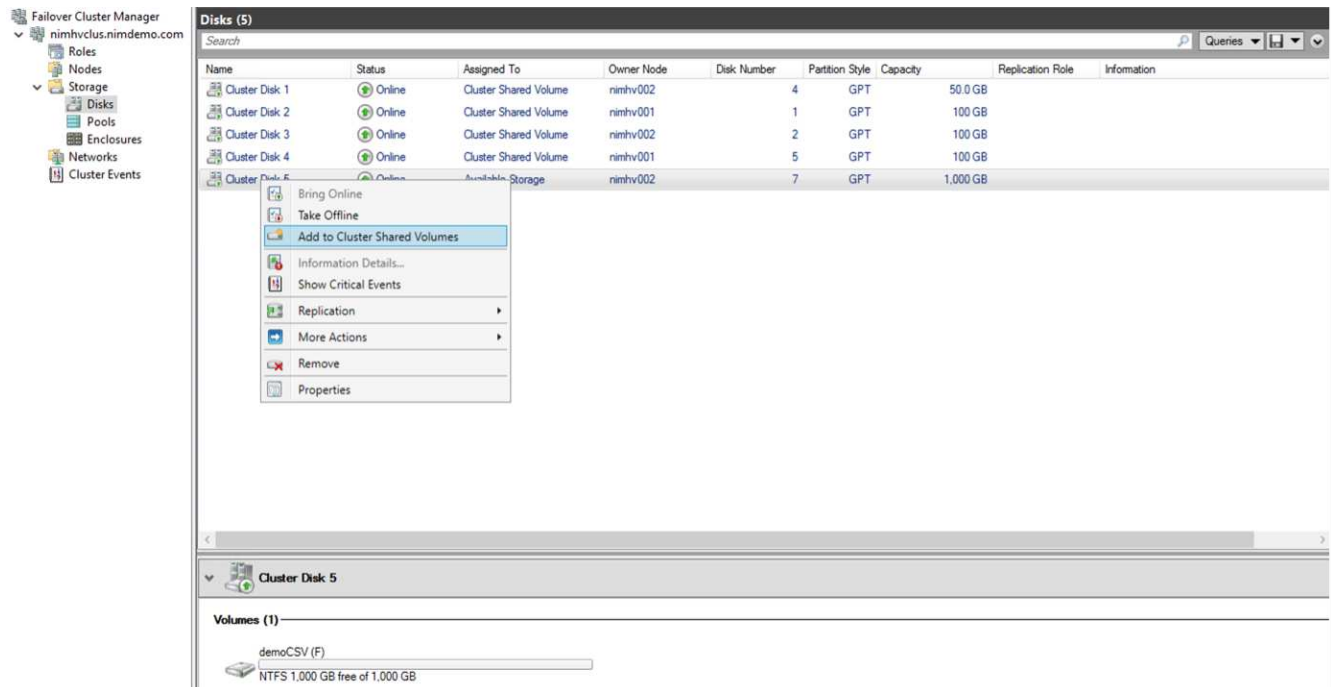 Failover Cluster Manager
nimhvclus.nimdemo.com
Roles
Nodes
Storage
Disks
Pools
Enclosures
Networks
Cluster Events
Disks (5)
Search
Queries
Name Status Assigned To Owner Node Disk Number Partition Style Capacity Replication Role Information
Cluster Disk 1 Online Cluster Shared Volume nimhv002 4 GPT 50.0 GB
Cluster Disk 2 Online Cluster Shared Volume nimhv001 1 GPT 100 GB
Cluster Disk 3 Online Cluster Shared Volume nimhv002 2 GPT 100 GB
Cluster Disk 4 Online Cluster Shared Volume nimhv001 5 GPT 100 GB
Cluster Disk 5 Online Available Storage nimhv002 7 GPT 1,000 GB
Bring Online
Take Offline
Add to Cluster Shared Volumes
Information Details...
Show Critical Events
Replication
More Actions
Remove
Properties
Cluster Disk 5
Volumes (1)
demoCSV (F)
NTFS 1,000 GB free of 1,000 GB